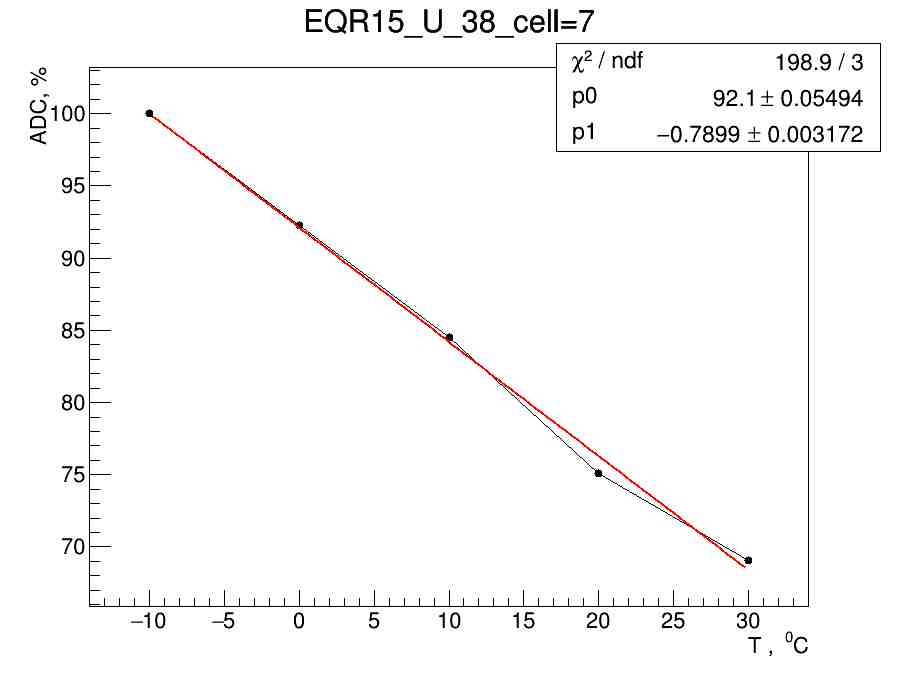 EQR15_U_38_cell=7
χ² / ndf 198.9 / 3
p0 92.1 ± 0.05494
p1 −0.7899 ± 0.003172
ADC, %
100
95
90
85
80
75
70
−10 −5 0 5 10 15 20 25 30
T , ⁰C